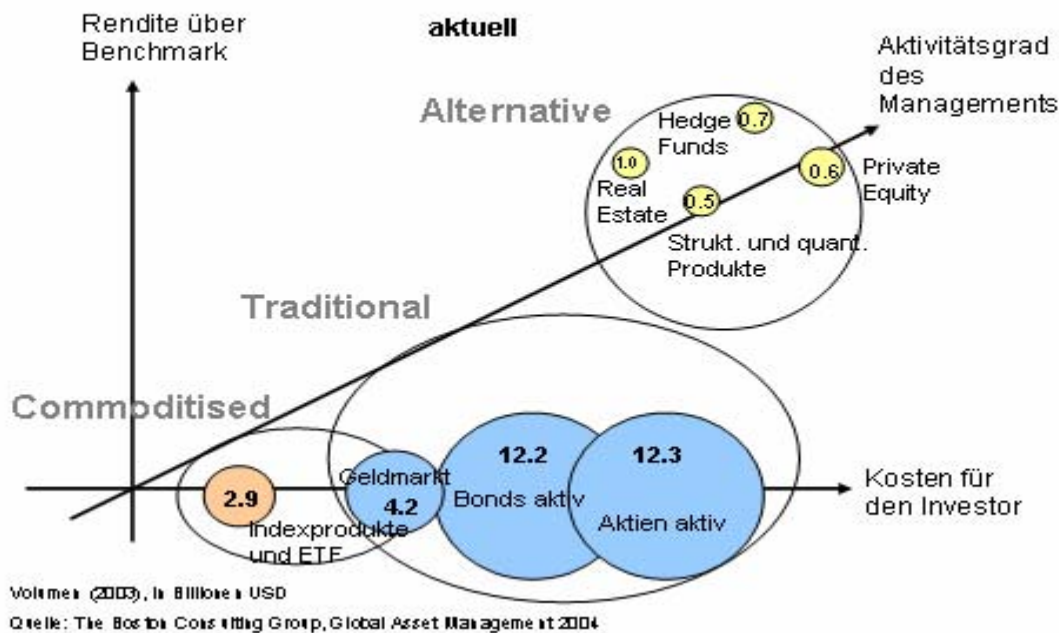 Rendite über
Benchmark
aktuell
Aktivitätsgrad
des
Managements
Alternative
Hedge
Funds
0.7
1.0
Real
Estate
0.5
0.6
Private
Equity
Strukt. und quant.
Produkte
Traditional
Commoditised
2.9
Indexprodukte
und ETF
Geldmarkt
4.2
12.2
Bonds aktiv
12.3
Aktien aktiv
Kosten für
den Investor
Volumen (2003), in Billionen USD
Quelle: The Boston Consulting Group, Global Asset Management 2004